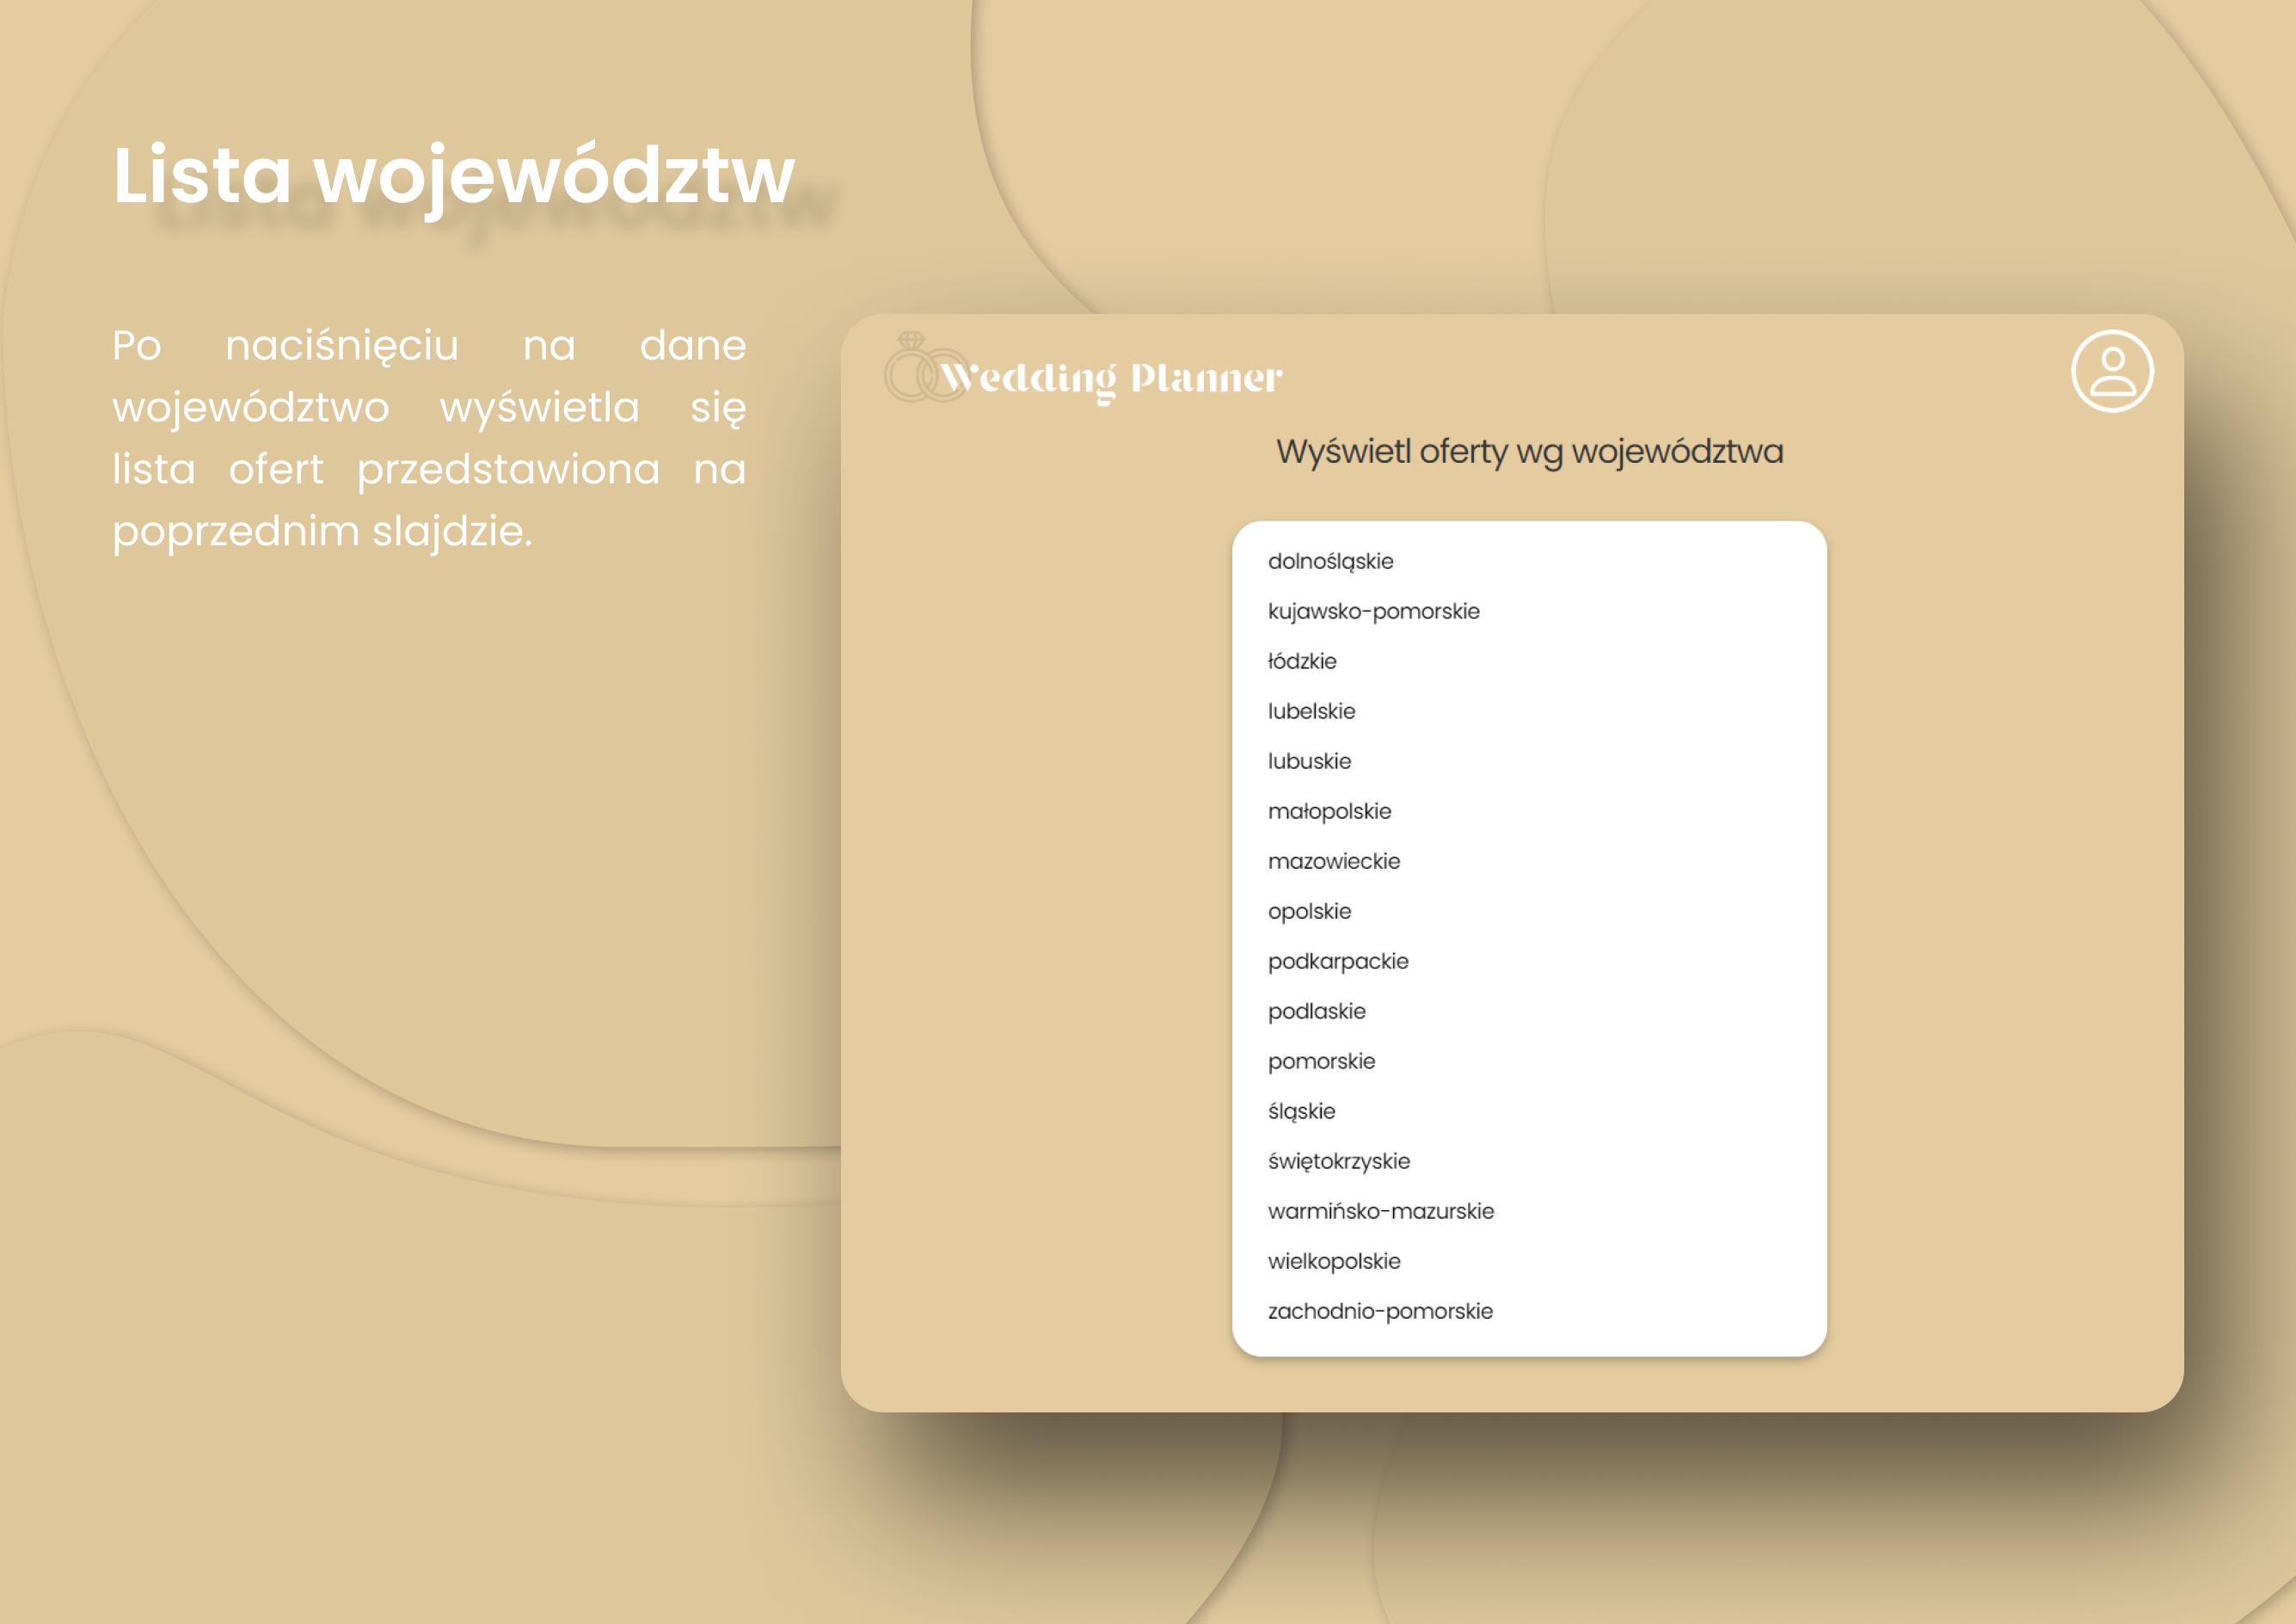 Lista województw
Po naciśnięciu na dane
województwo wyświetla się
lista ofert przedstawiona na
poprzednim slajdzie.
Wedding Planner
Wyświetl oferty wg województwa
dolnośląskie
kujawsko-pomorskie
łódzkie
lubelskie
lubuskie
małopolskie
mazowieckie
opolskie
podkarpackie
podlaskie
pomorskie
śląskie
świętokrzyskie
warmińsko-mazurskie
wielkopolskie
zachodnio-pomorskie